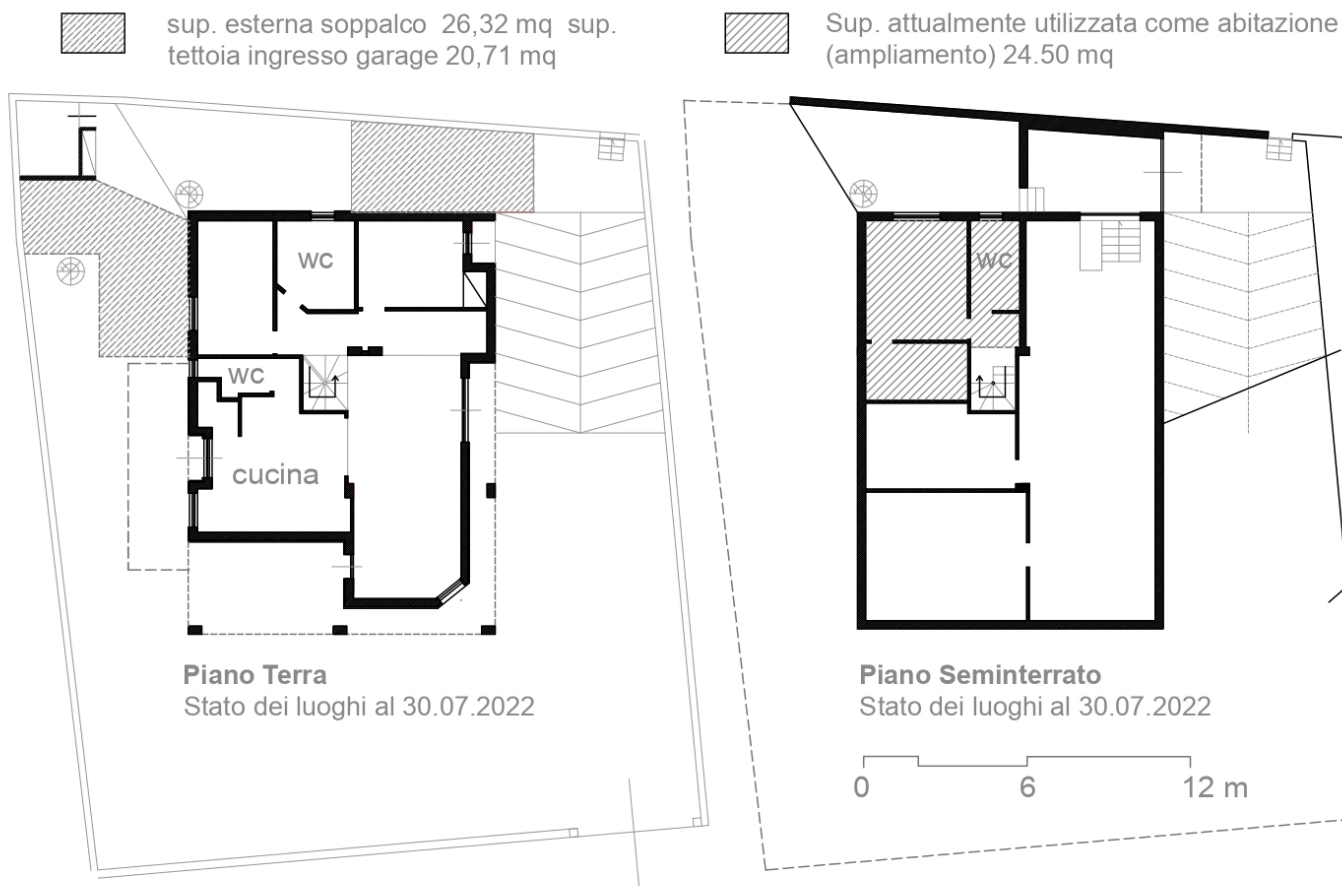 sup. esterna soppalco 26,32 mq sup.
tettoia ingresso garage 20,71 mq
Sup. attualmente utilizzata come abitazione
(ampliamento) 24.50 mq
wc
wc
cucina
wc
Piano Terra
Stato dei luoghi al 30.07.2022
Piano Seminterrato
Stato dei luoghi al 30.07.2022
0 6 12 m